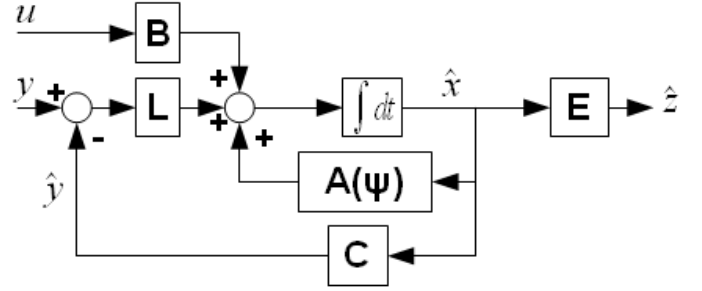 u B
+
y + L + ∫ dt x̂ E ẑ
- +
ŷ A(ψ)
C